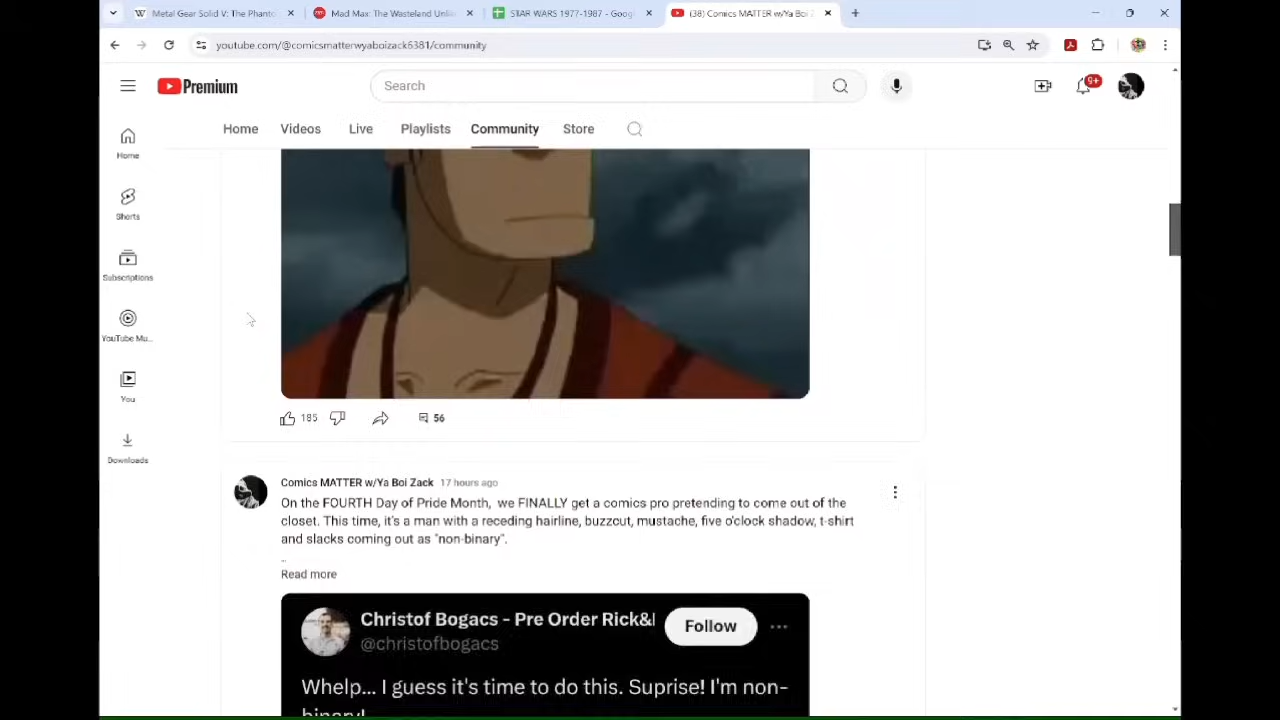 Metal Gear Solid V: The Phanto
Mad Max: The Wasteland Unli
STAR WARS 1977-1987 - Googl
(38) Comics MATTER w/Ya Boi Z
youtube.com/@comicsmatterwyaboizack6381/community
Premium
Search
9+
Home
Videos
Live
Playlists
Community
Store
Home
Shorts
Subscriptions
YouTube Mu...
You
Downloads
185
56
Comics MATTER w/Ya Boi Zack 17 hours ago
On the FOURTH Day of Pride Month, we FINALLY get a comics pro pretending to come out of the
closet. This time, it's a man with a receding hairline, buzzcut, mustache, five o'clock shadow, t-shirt
and slacks coming out as "non-binary".
..
Read more
Christof Bogacs - Pre Order Rick&
Follow
@christofbogacs
Whelp... I guess it's time to do this. Suprise! I'm non-
binary!